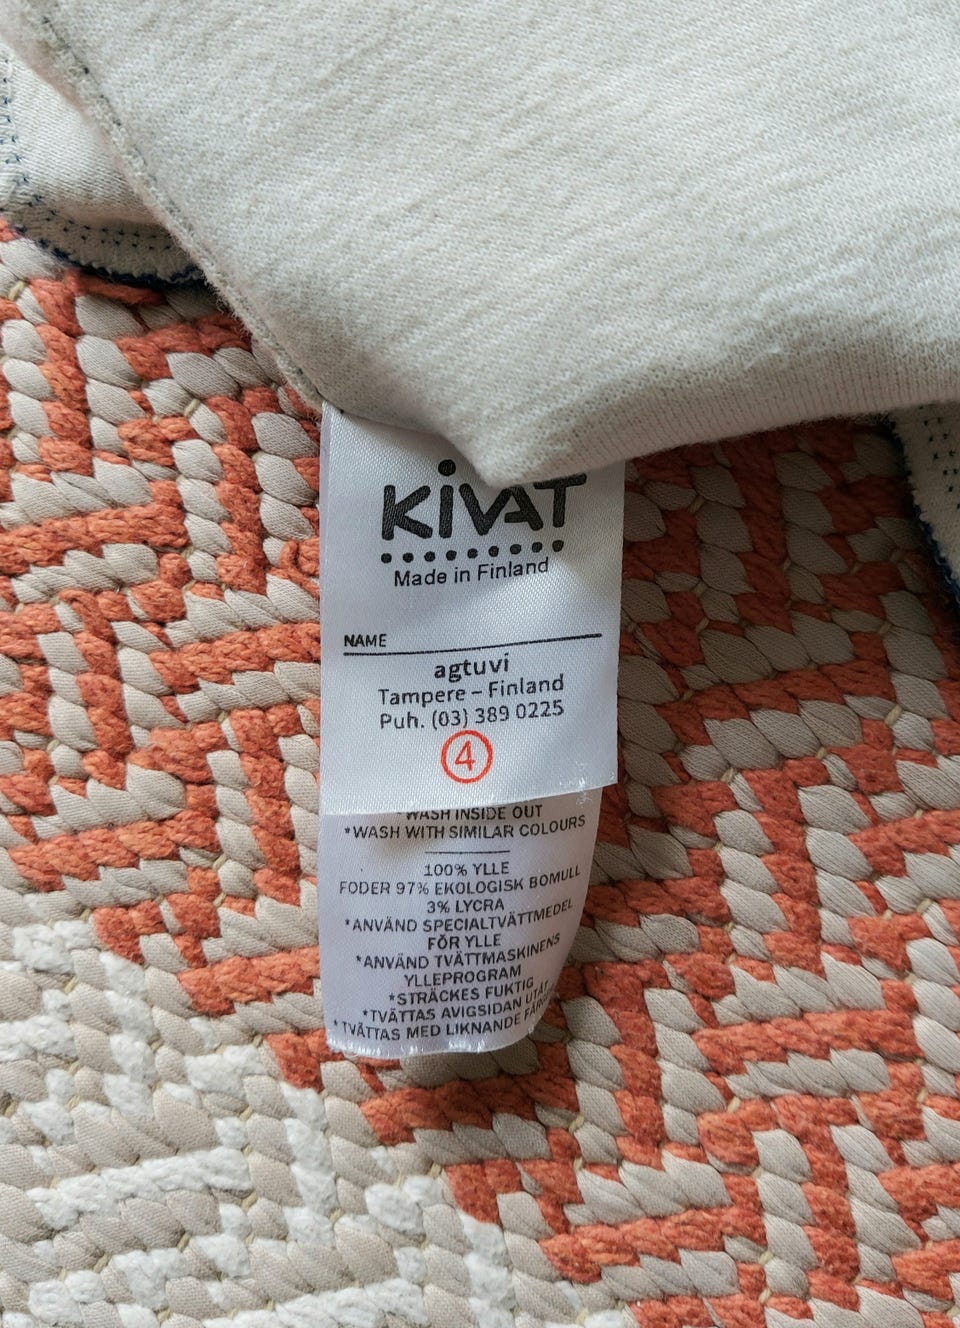 KiVAT
Made in Finland
NAME
agtuvi
Tampere – Finland
Puh. (03) 389 0225
4
*WASH INSIDE OUT
*WASH WITH SIMILAR COLOURS
100% YLLE
FODER 97% EKOLOGISK BOMULL
3% LYCRA
*ANVÄND SPECIALTVÄTTMEDEL
FÖR YLLE
*ANVÄND TVÄTTMASKINENS
YLLEPROGRAM
*STRÄCKES FUKTIG
*TVÄTTAS AVIGSIDAN UTÅT
*TVÄTTAS MED LIKNANDE